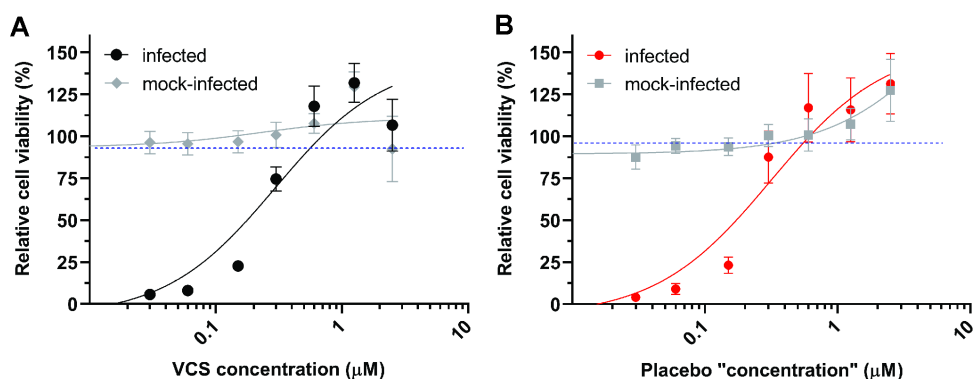 A
Relative cell viability (%)
150
125
100
75
50
25
0
infected
mock-infected
0.1
1
10
VCS concentration (μM)
B
Relative cell viability (%)
150
125
100
75
50
25
0
infected
mock-infected
0.1
1
10
Placebo "concentration" (μM)